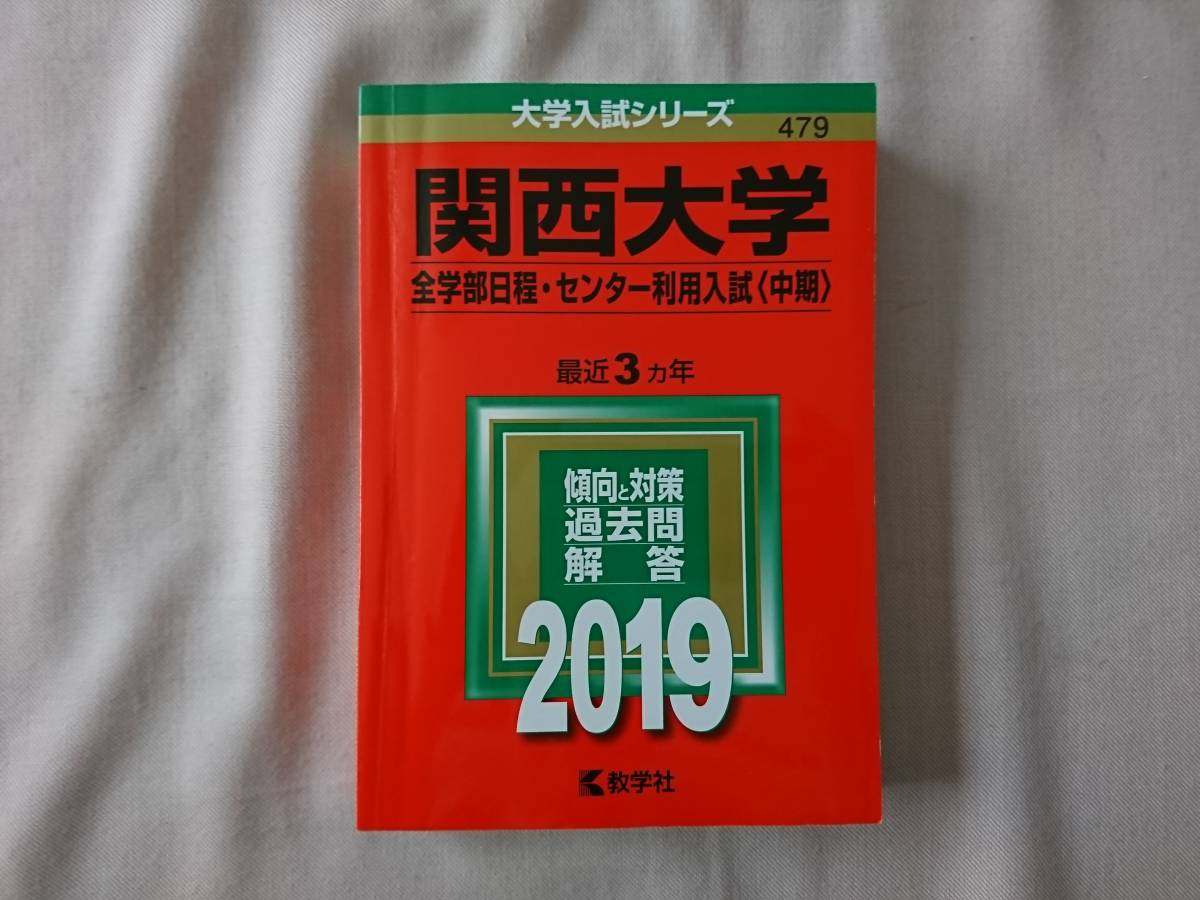 大学入試シリーズ
479
関西大学
全学部日程・センター利用入試〈中期〉
最近3カ年
傾向と対策
過去問
解答
2019
教学社